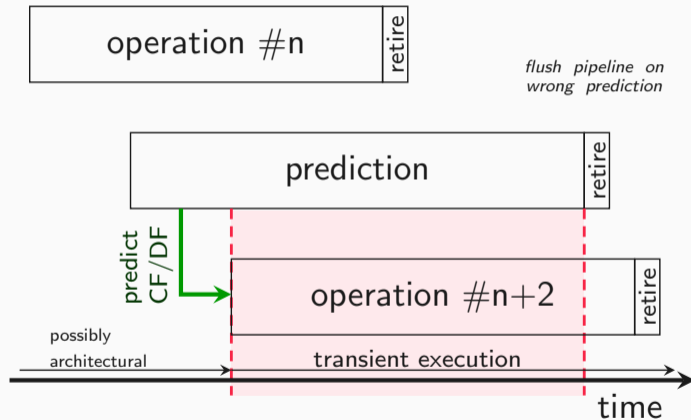 operation #n
retire
flush pipeline on
wrong prediction
prediction
retire
predict
CF/DF
operation #n+2
retire
possibly
architectural
transient execution
time